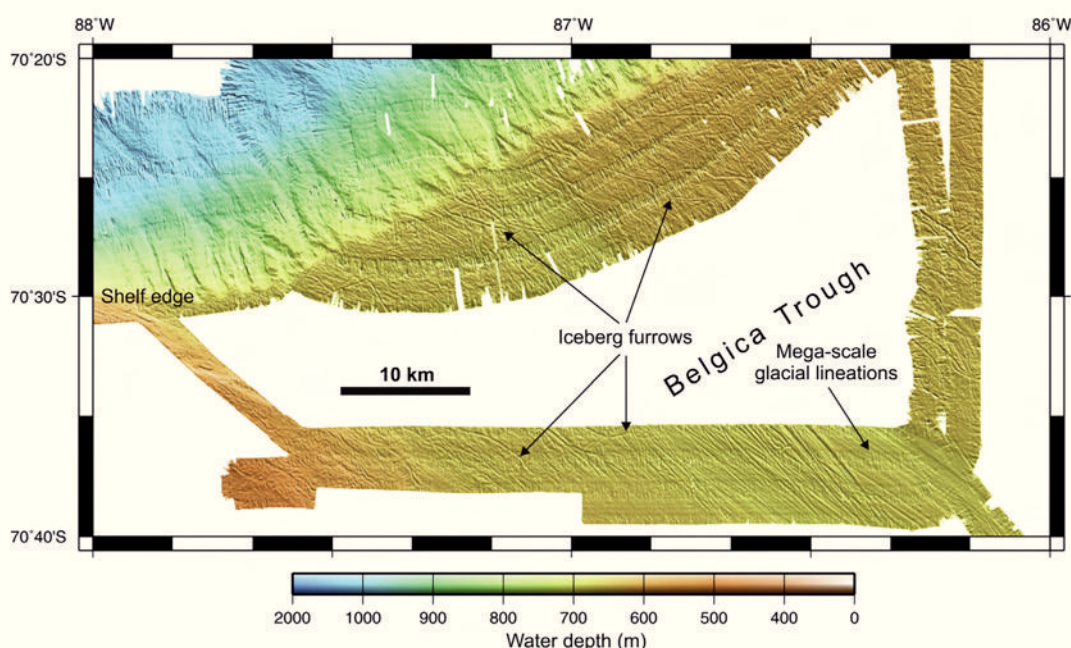 88°W 87°W 86°W
70°20'S
70°30'S
70°40'S
Shelf edge
Iceberg furrows
Belgica Trough
10 km
Mega-scale
glacial lineations
2000 1000 900 800 700 600 500 400 0
Water depth (m)